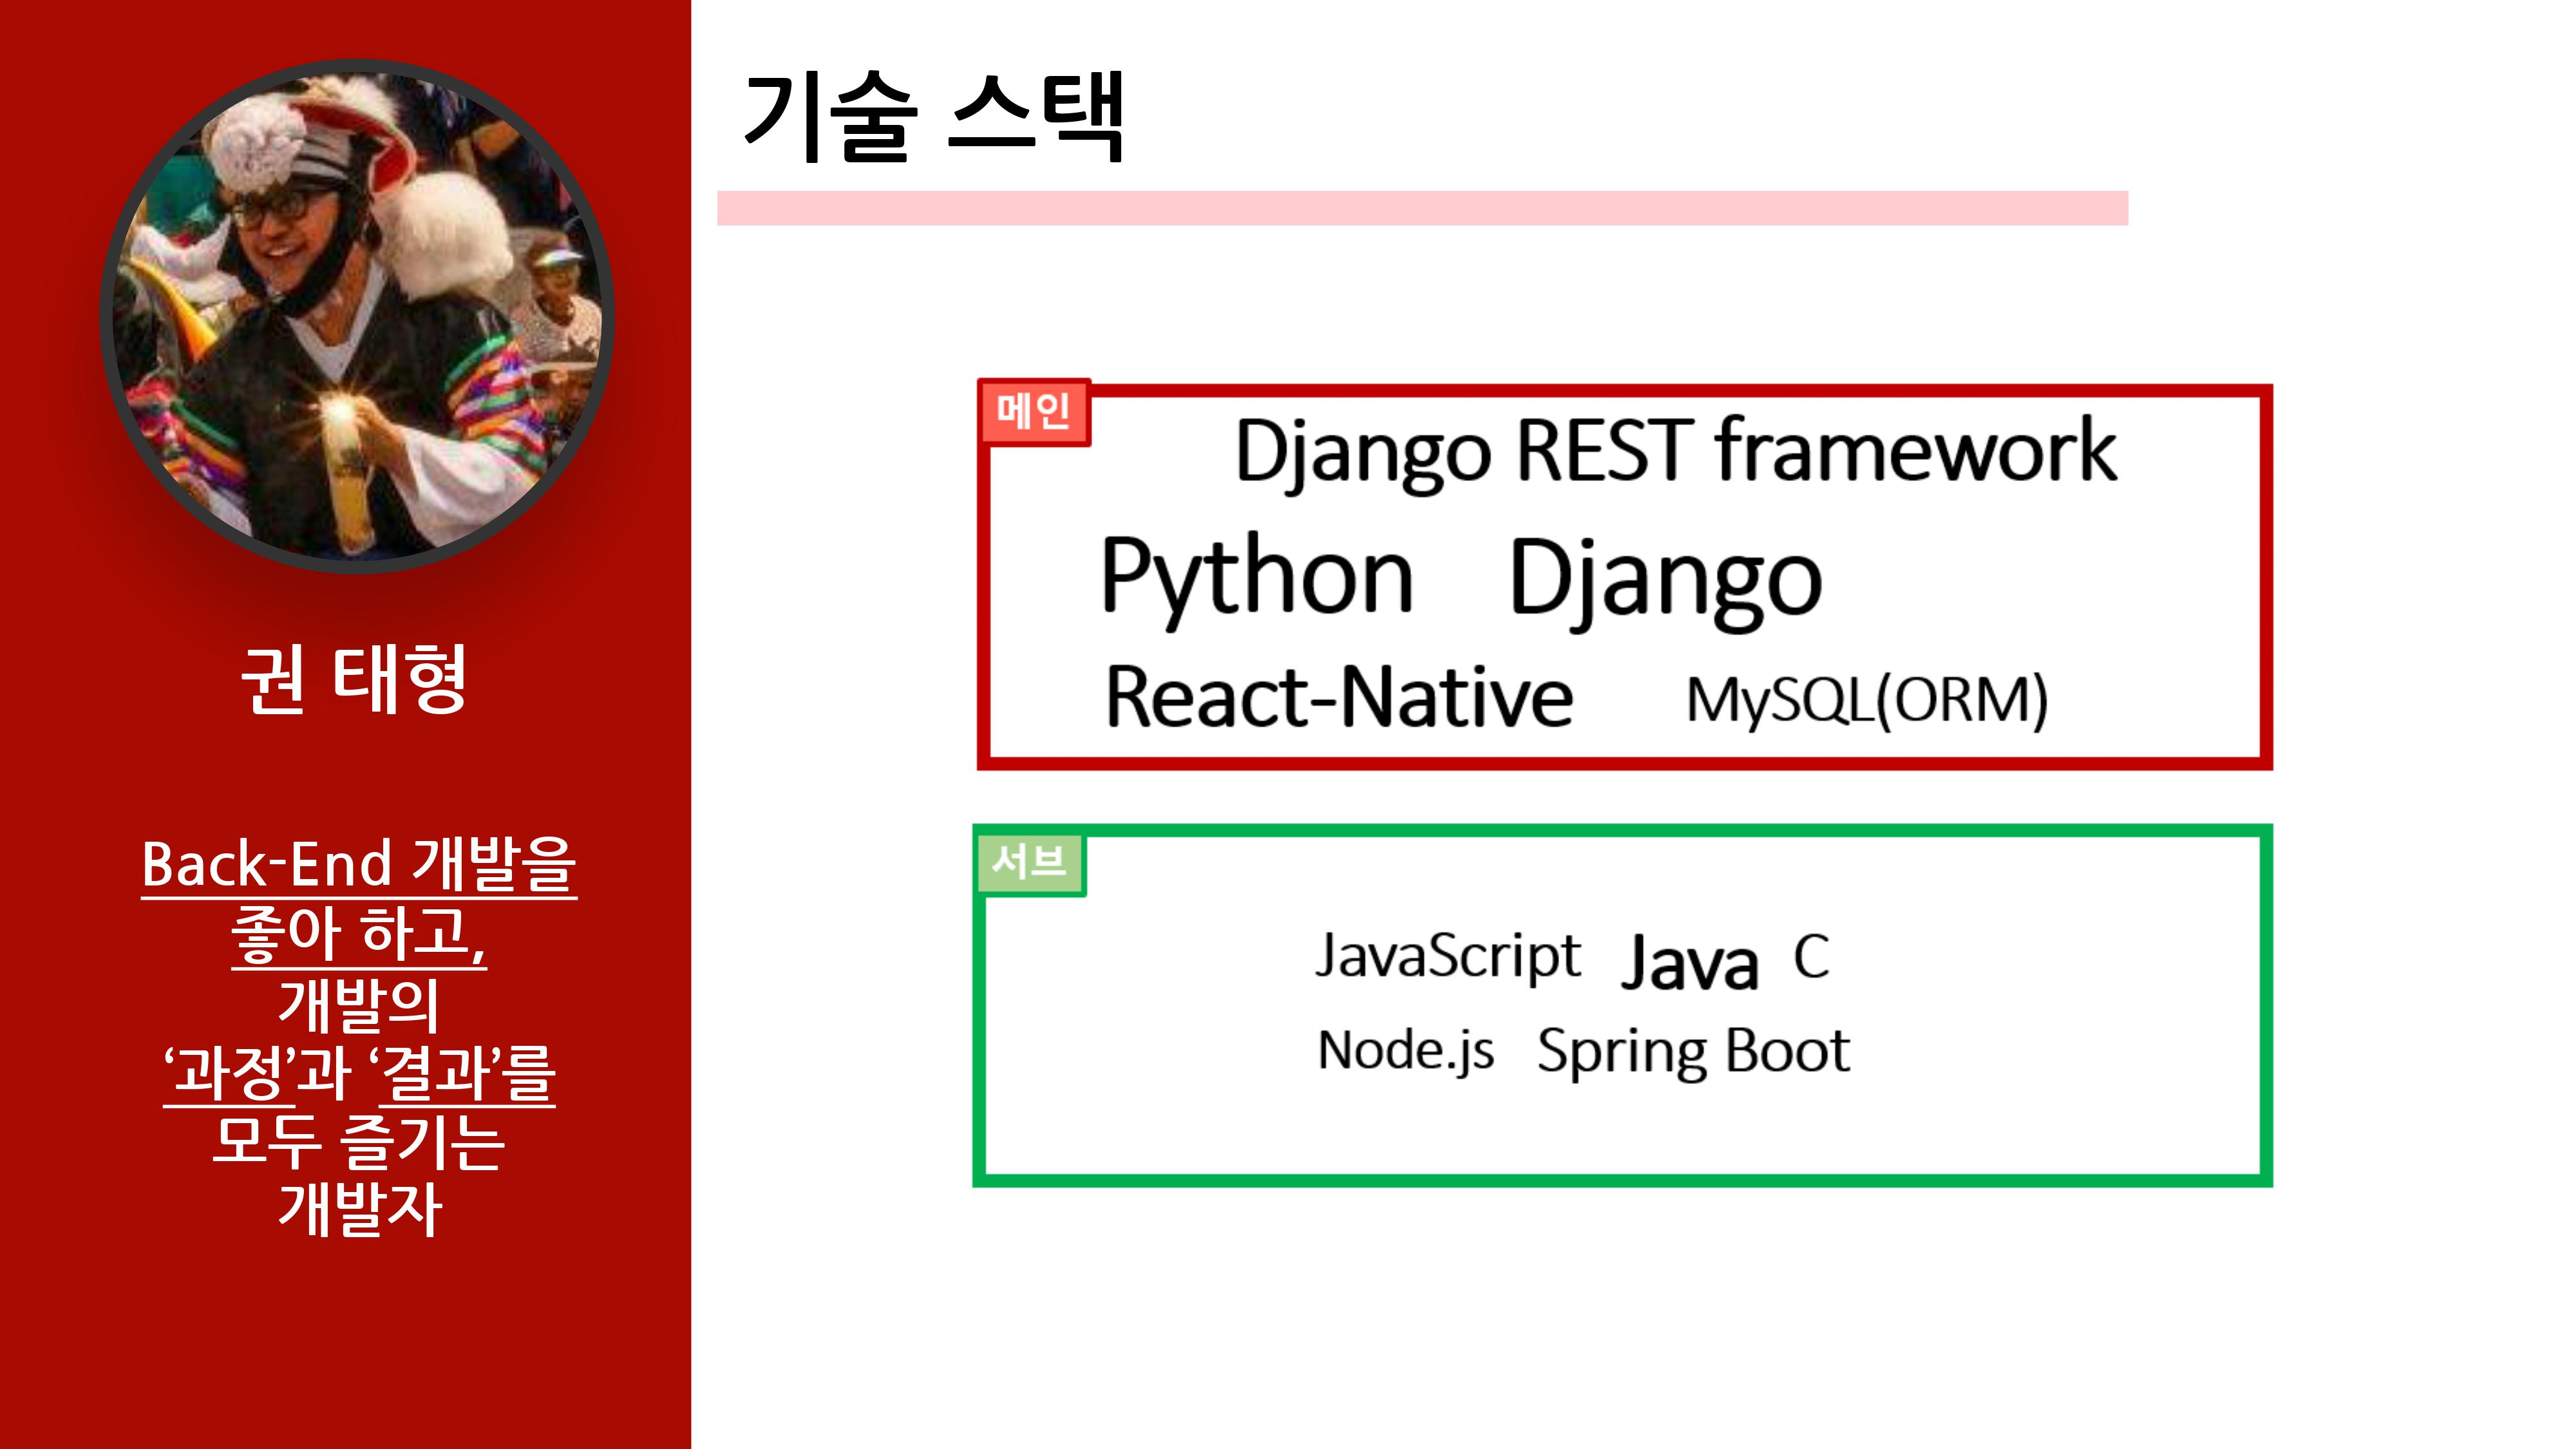 권 태형
Back-End 개발을
좋아 하고,
개발의
‘과정’과 ‘결과’를
모두 즐기는
개발자
기술 스택
메인
Django REST framework
Python Django
React-Native MySQL(ORM)
서브
JavaScript Java C
Node.js Spring Boot